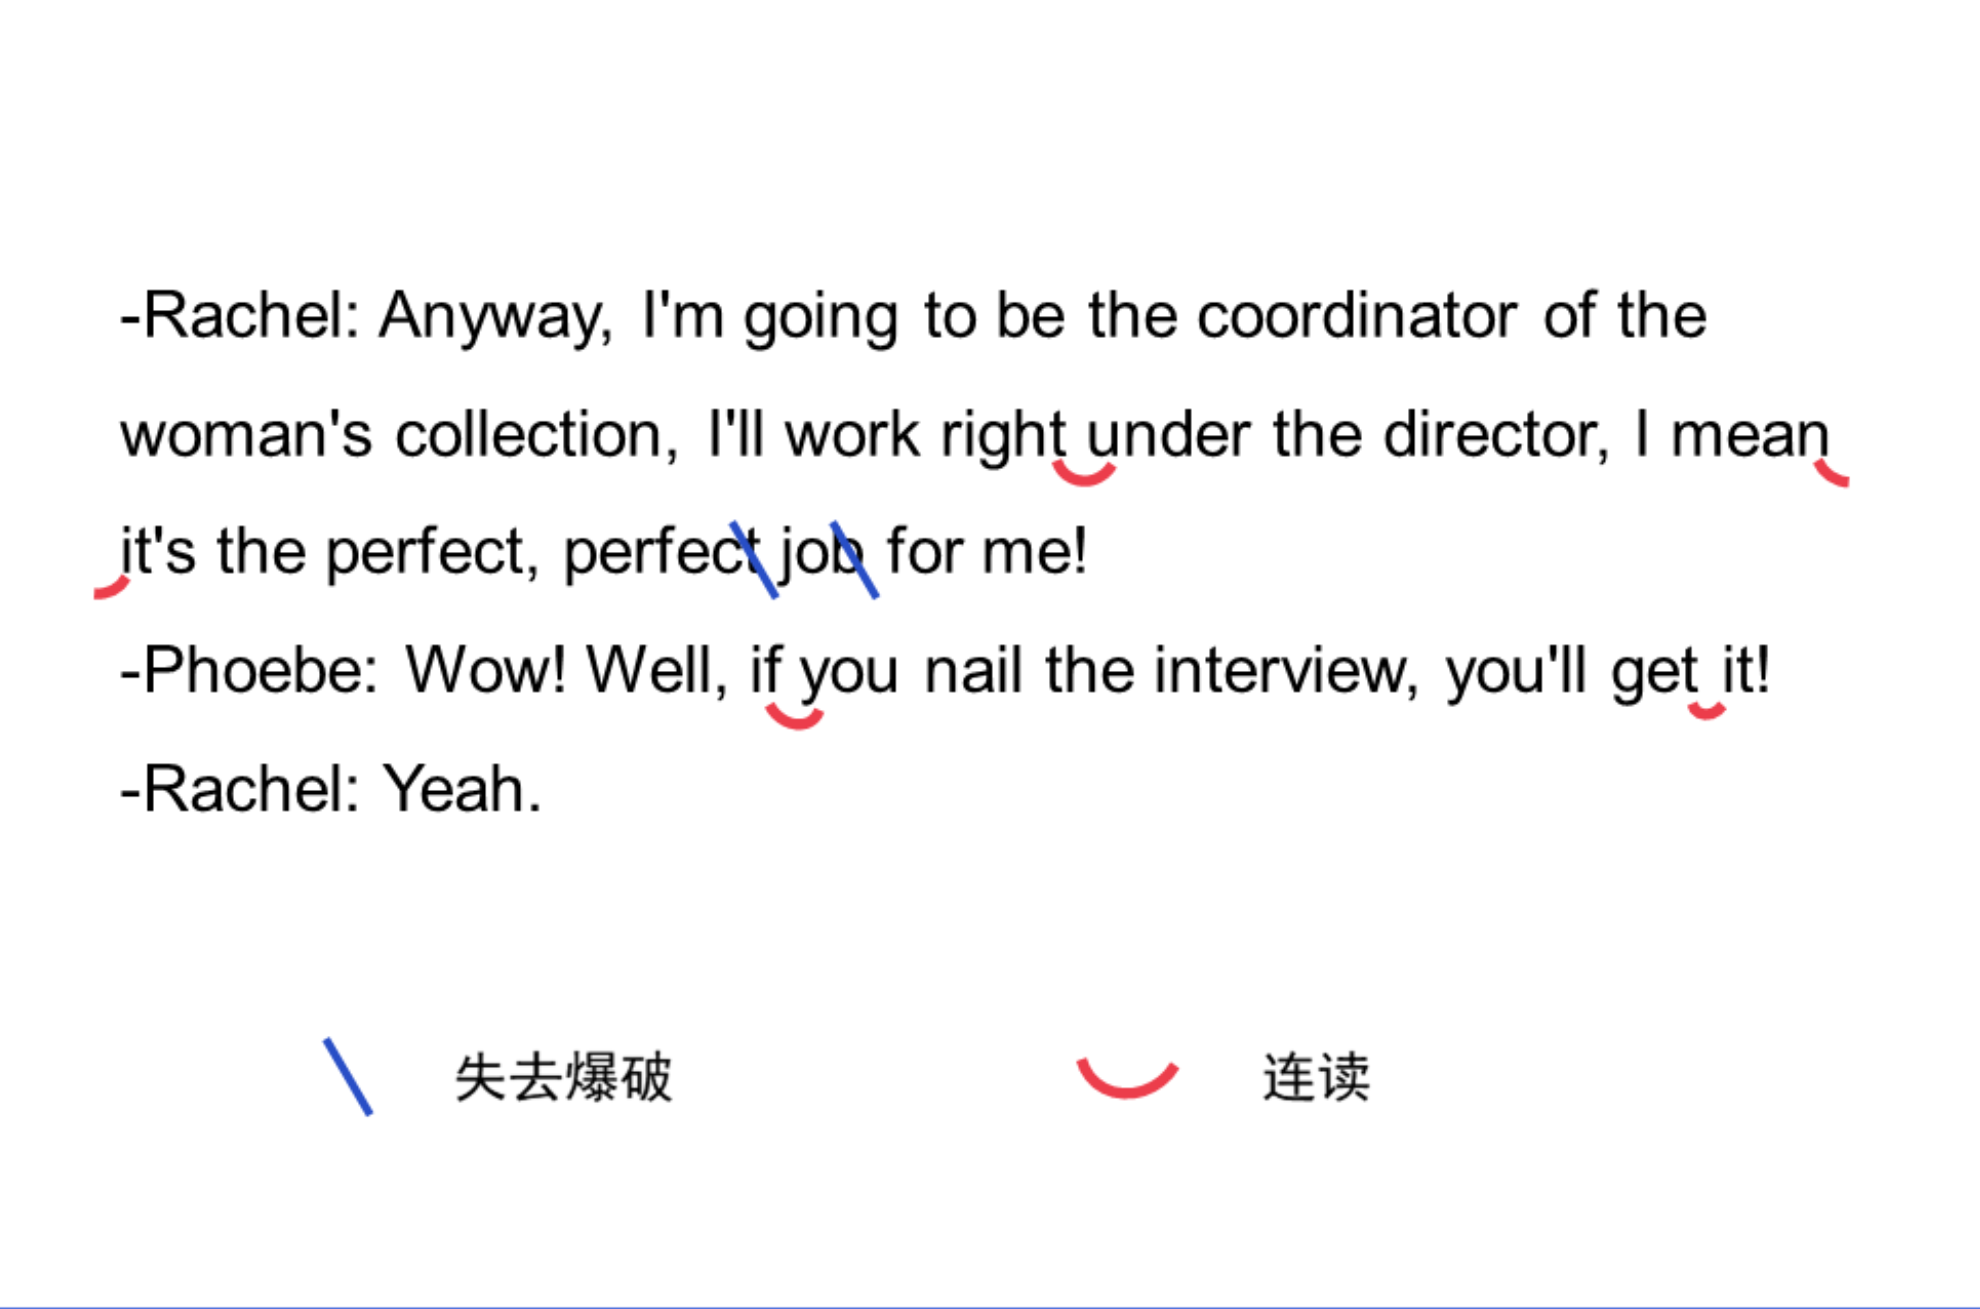 -Rachel: Anyway, I'm going to be the coordinator of the
woman's collection, I'll work right under the director, I mean
it's the perfect, perfect job for me!
-Phoebe: Wow! Well, if you nail the interview, you'll get it!
-Rachel: Yeah.
失去爆破 连读